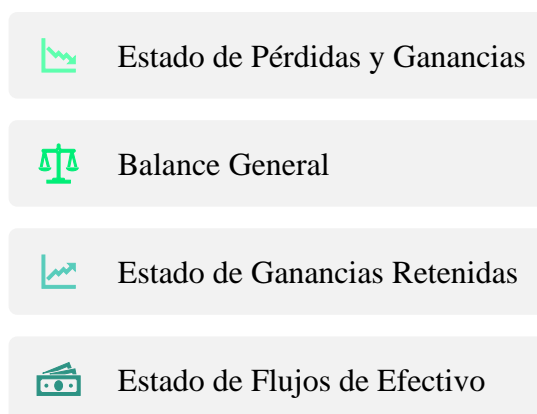 Estado de Pérdidas y Ganancias
Balance General
Estado de Ganancias Retenidas
Estado de Flujos de Efectivo